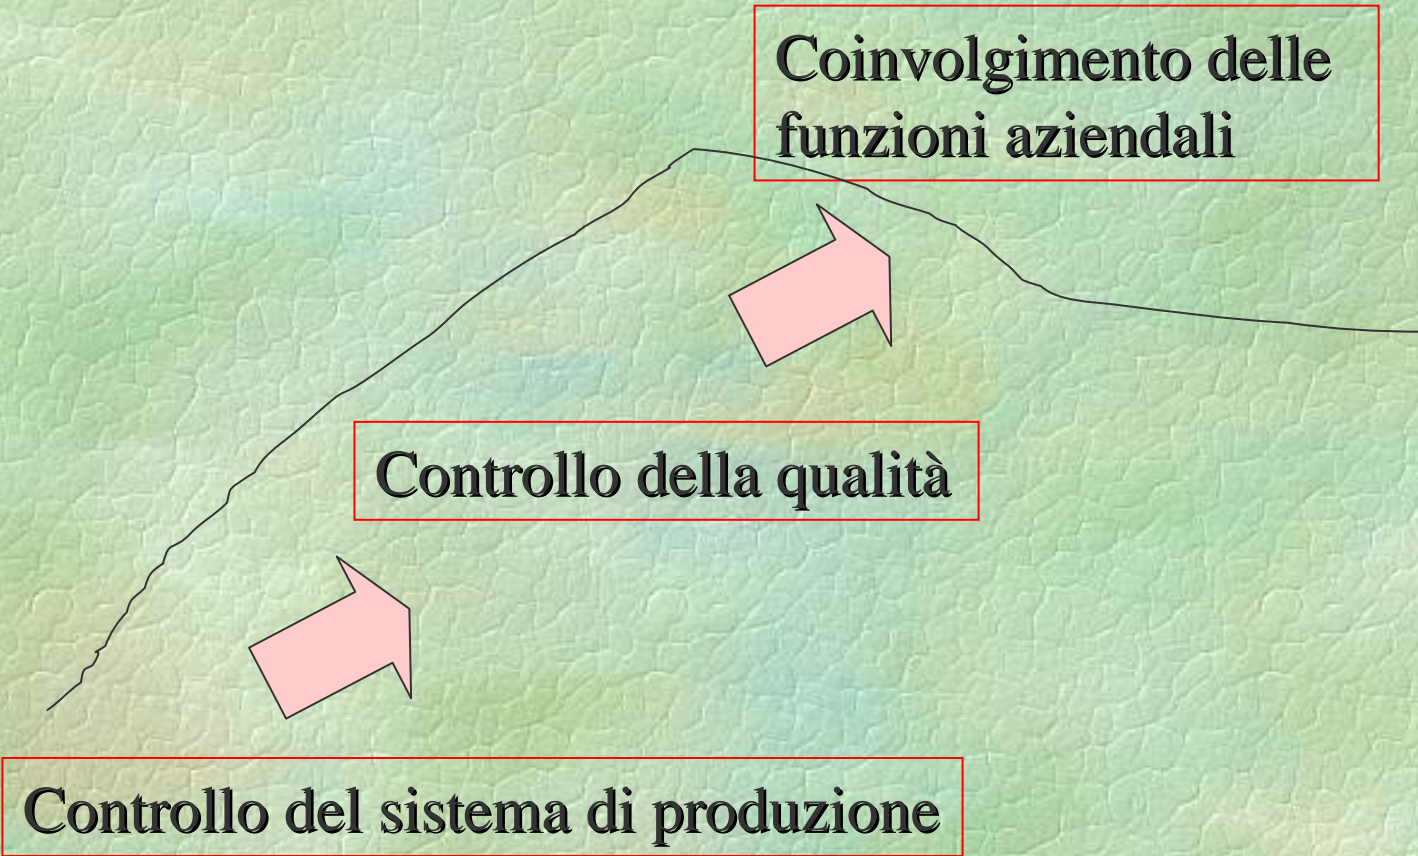 Coinvolgimento delle
funzioni aziendali
Controllo della qualità
Controllo del sistema di produzione